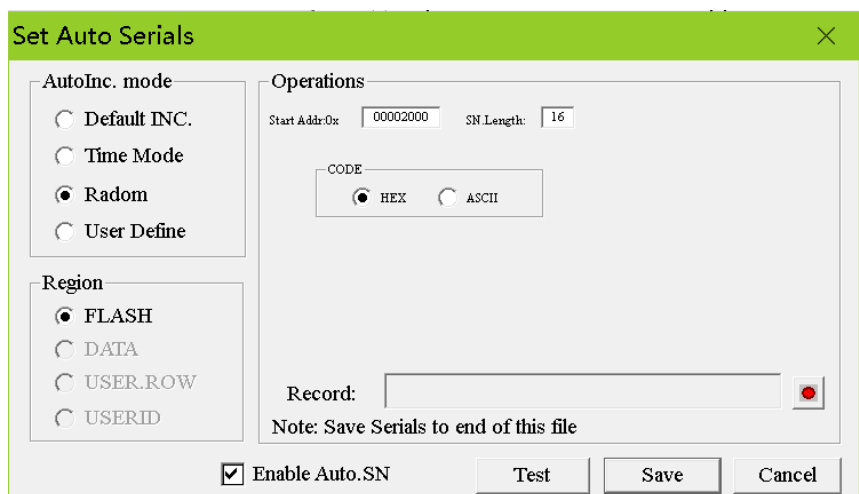 Set Auto Serials
AutoInc. mode
Default INC.
Time Mode
Radom
User Define
Region
FLASH
DATA
USER.ROW
USERID
Operations
Start Addr:0x 00002000 SN.Length: 16
CODE
HEX ASCII
Record:
Note: Save Serials to end of this file
Enable Auto.SN Test Save Cancel